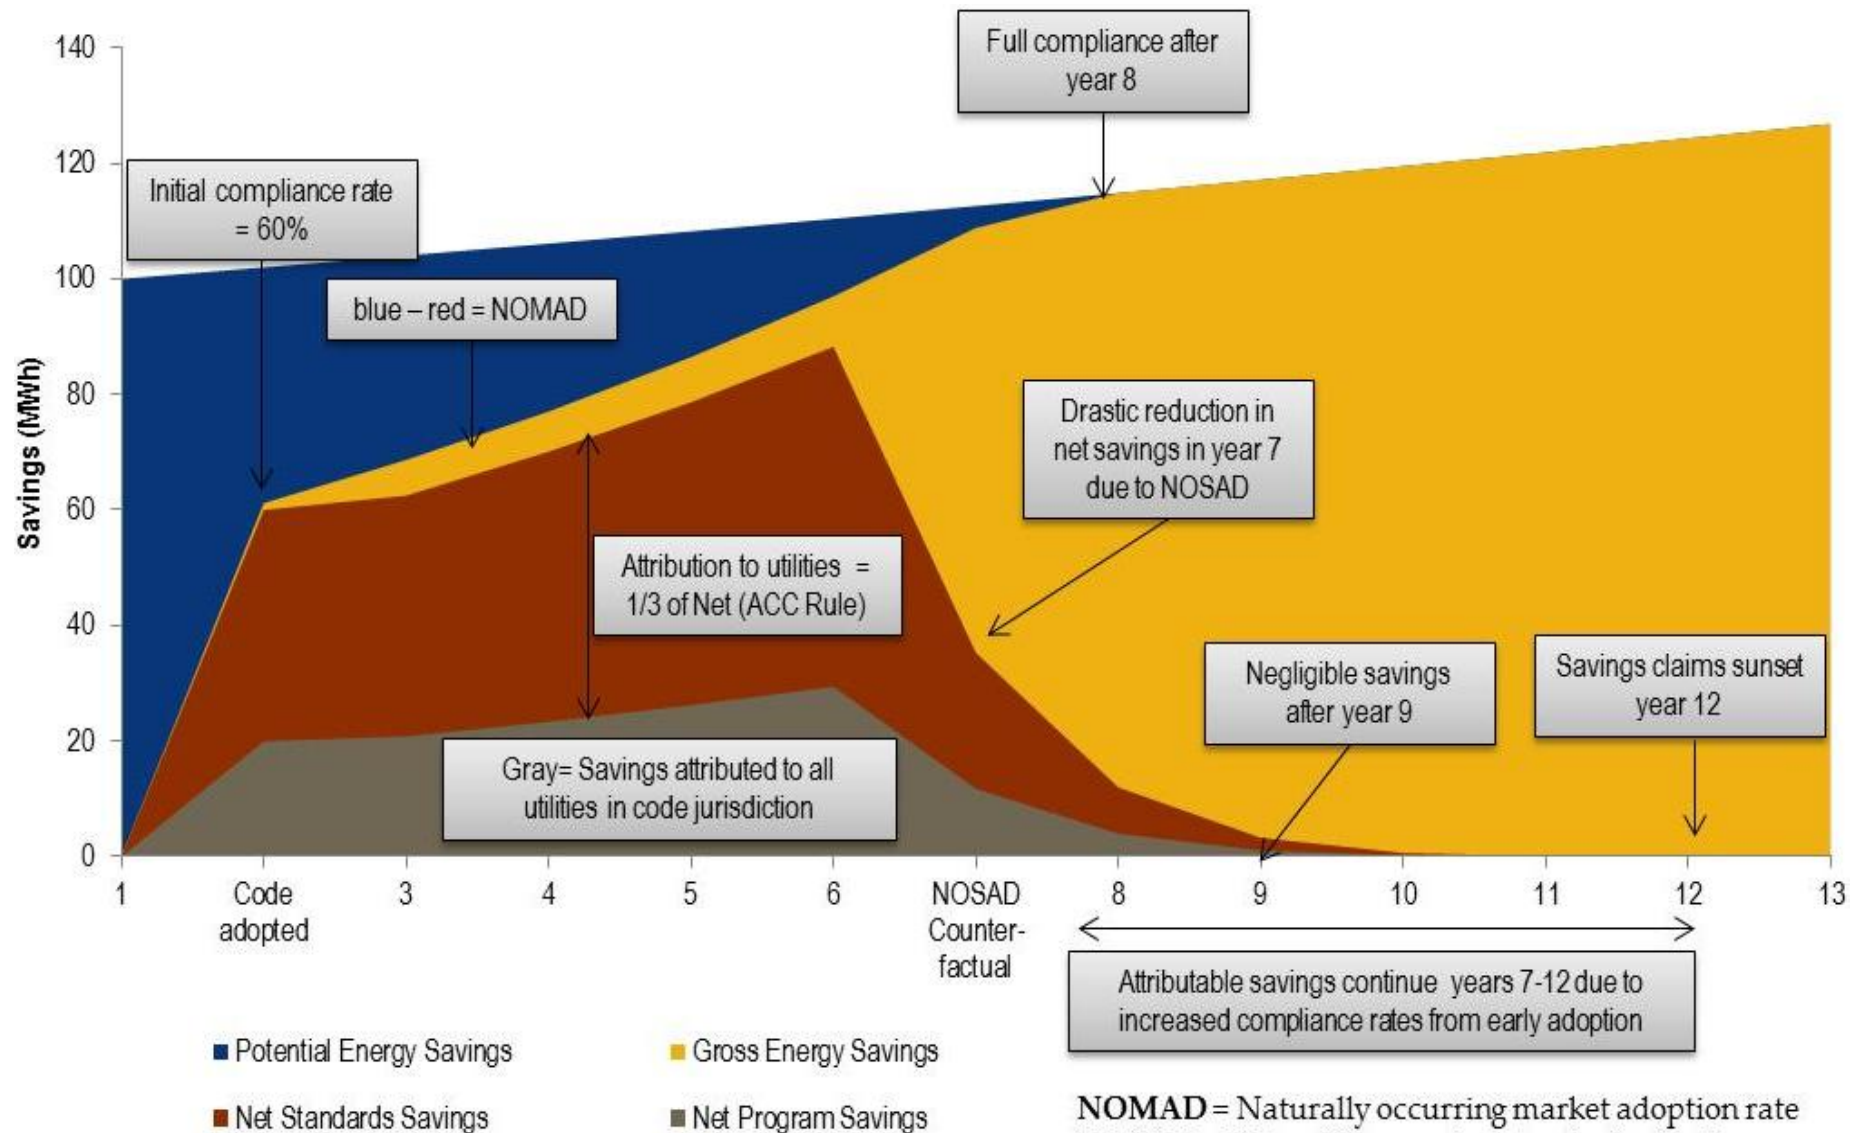 Full compliance after
year 8
140
120
100
80
60
40
20
0
Savings (MWh)
Initial compliance rate
= 60%
blue – red = NOMAD
Drastic reduction in
net savings in year 7
due to NOSAD
Attribution to utilities =
1/3 of Net (ACC Rule)
Negligible savings
after year 9
Savings claims sunset
year 12
Gray= Savings attributed to all
utilities in code jurisdiction
1
Code
adopted
3
4
5
6
NOSAD
Counter-
factual
8
9
10
11
12
13
Attributable savings continue years 7-12 due to
increased compliance rates from early adoption
Potential Energy Savings
Gross Energy Savings
Net Standards Savings
Net Program Savings
NOMAD = Naturally occurring market adoption rate